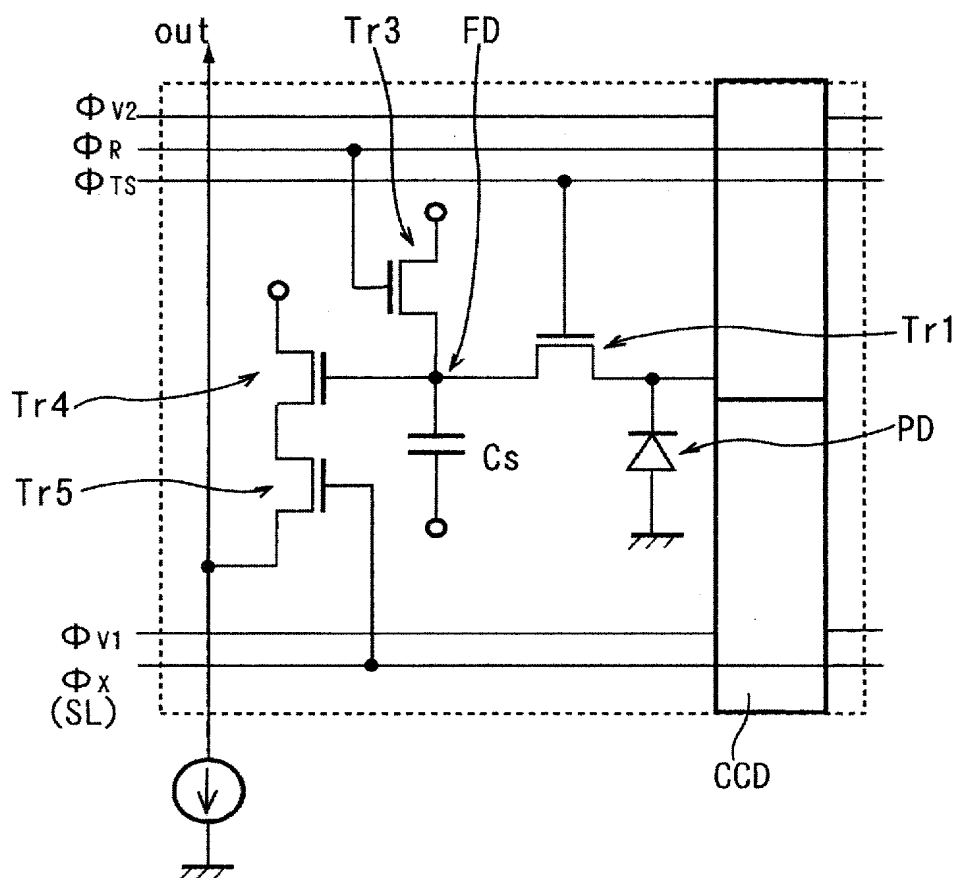 out
Tr3
FD
ΦV2
ΦR
ΦTS
Tr1
Tr4
PD
Cs
Tr5
ΦV1
ΦX
(SL)
CCD